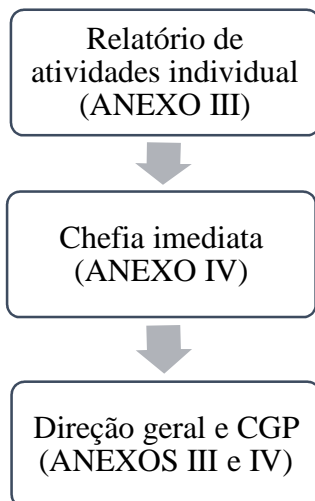 Relatório de
atividades individual
(ANEXO III)
Chefia imediata
(ANEXO IV)
Direção geral e CGP
(ANEXOS III e IV)